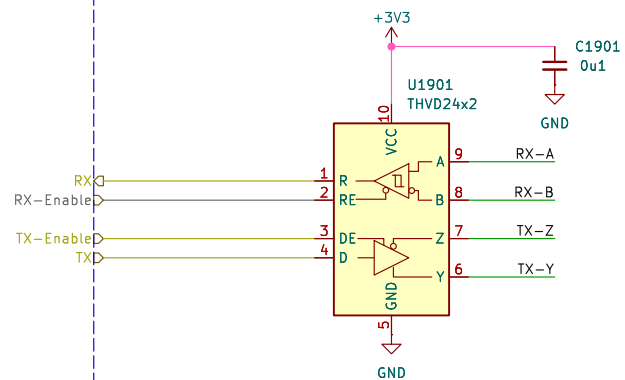 +3V3
C1901
0u1
GND
U1901
THVD24x2
10
VCC
RX 1 R A 9 RX-A
RX-Enable 2 RE B 8 RX-B
TX-Enable 3 DE Z 7 TX-Z
TX 4 D Y 6 TX-Y
GND
5
GND